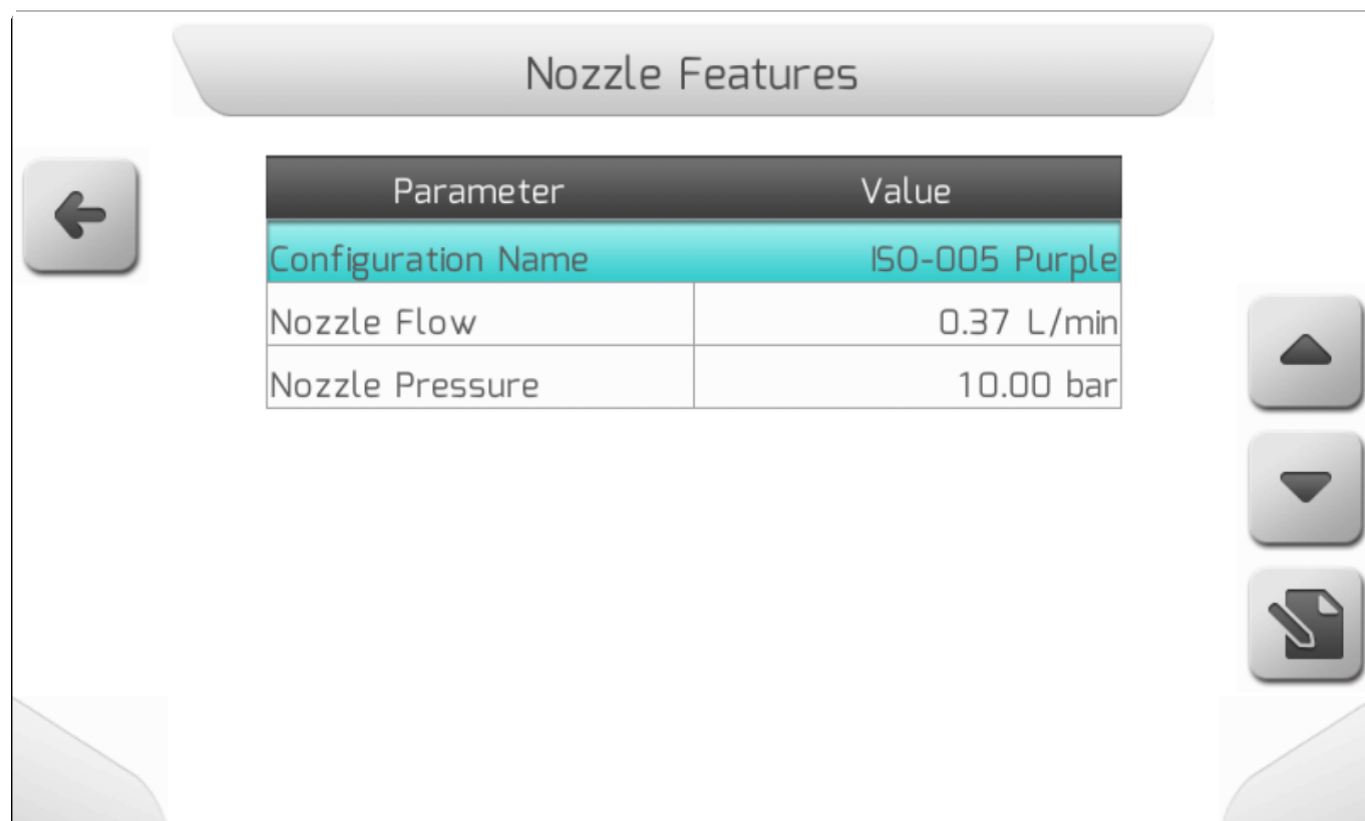 Nozzle Features
Parameter Value
Configuration Name ISO-005 Purple
Nozzle Flow 0.37 L/min
Nozzle Pressure 10.00 bar